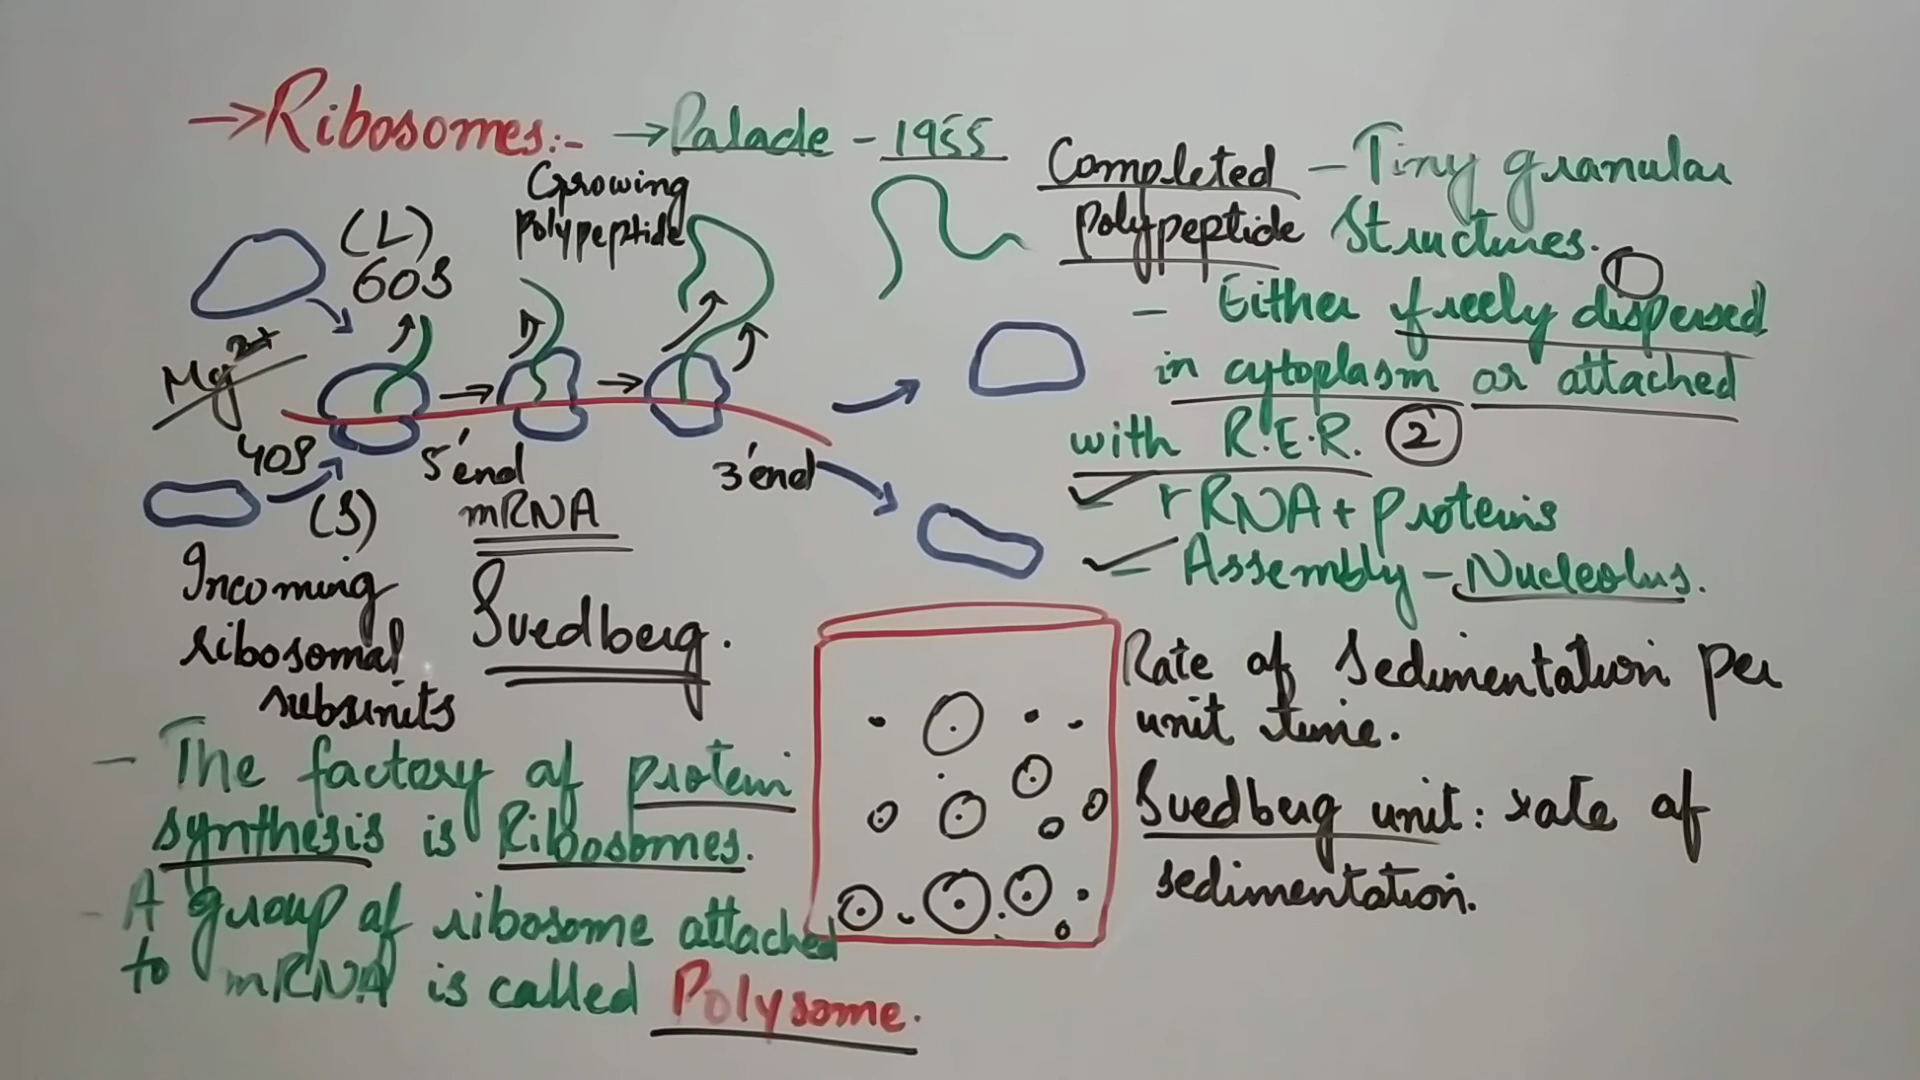 →Ribosomes:- →Palade - 1955
Growing
polypeptide
(L)
60S
Mg2+
40S
(S)
5'end
mRNA
3'end
Incoming
ribosomal
subunits
Completed
polypeptide
- Tiny granular
structures.
1
- Either freely dispersed
in cytoplasm or attached
with R.E.R. 2
rRNA + proteins
- Assembly - Nucleolus.
Svedberg.
Rate of sedimentation per
unit time.
Svedberg unit: rate of
sedimentation.
- The factory of protein
synthesis is Ribosomes.
- A group of ribosome attached
to mRNA is called Polysome.